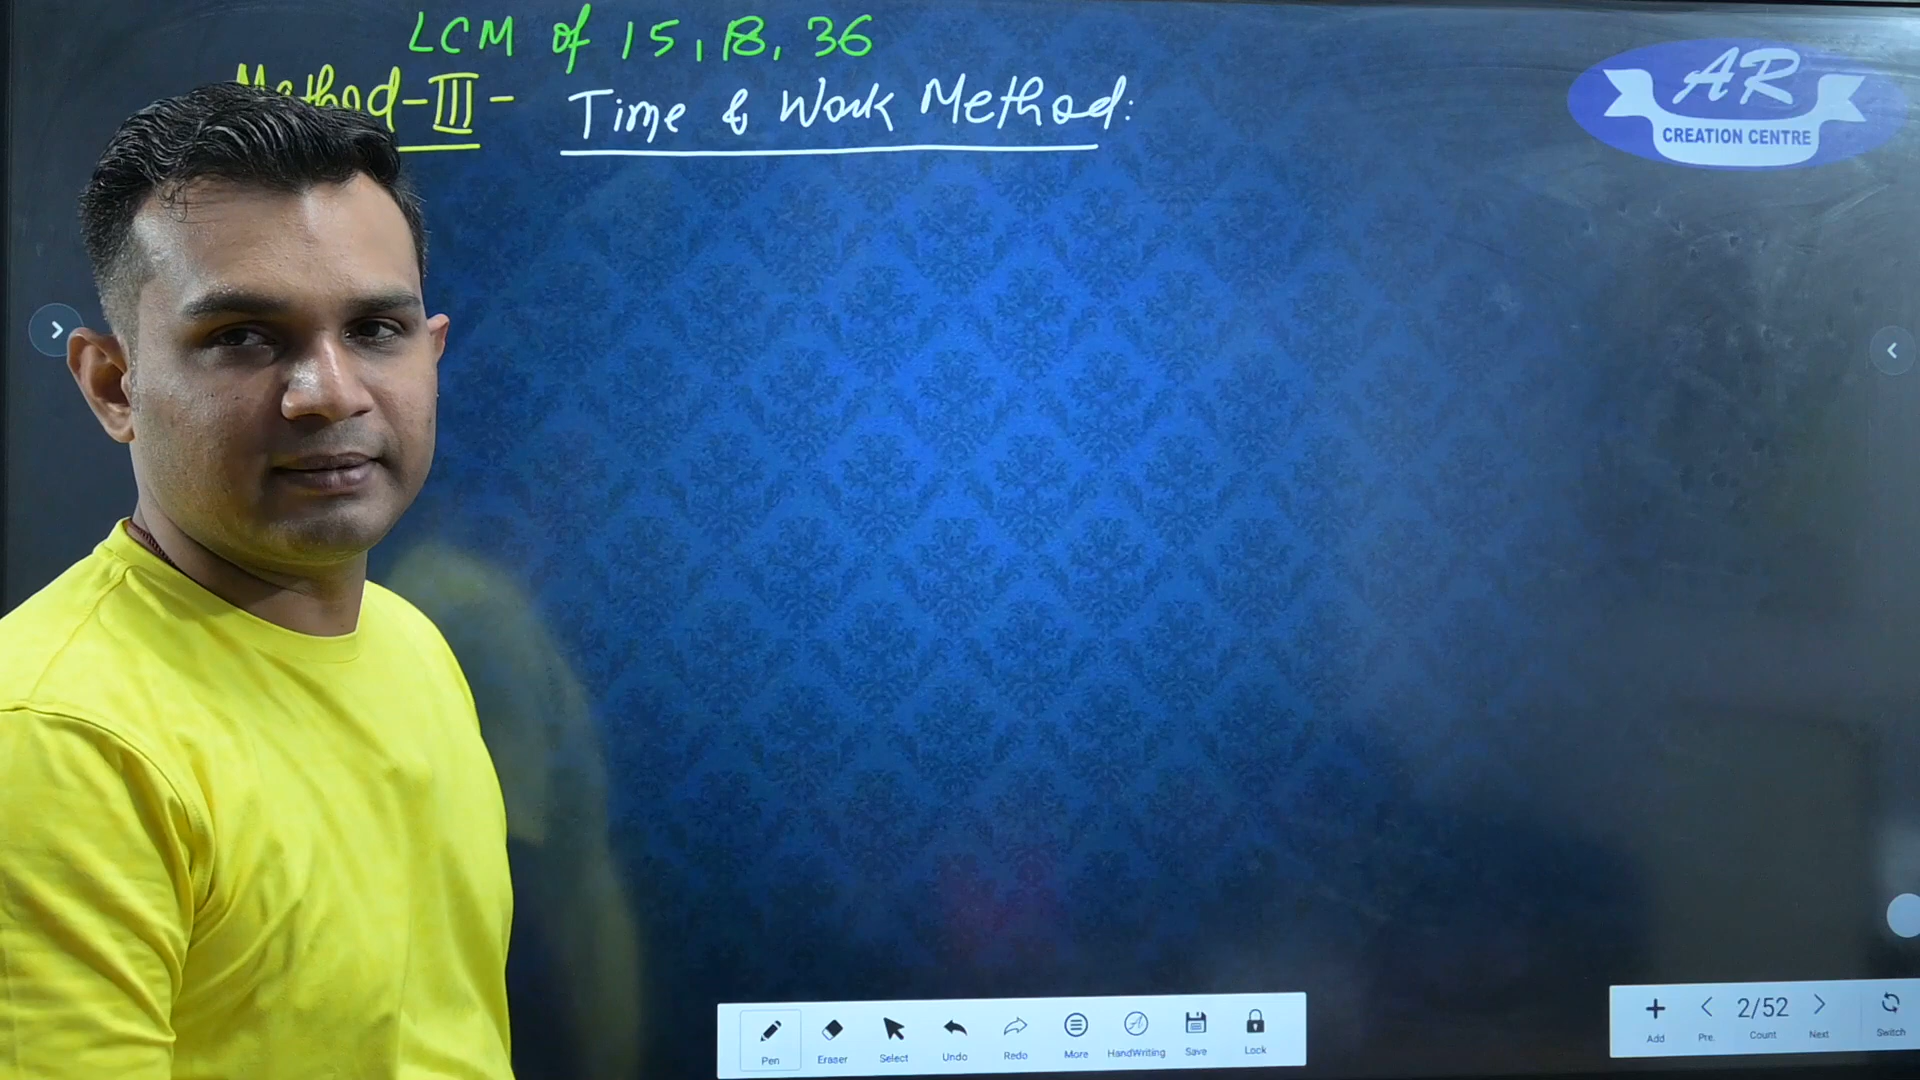 LCM of 15, 18, 36
Method-III- Time & Work Method:
AR
CREATION CENTRE
Pen Eraser Select Undo Redo More HandWriting Save Lock
Add Pre. 2/52 Count Next Switch